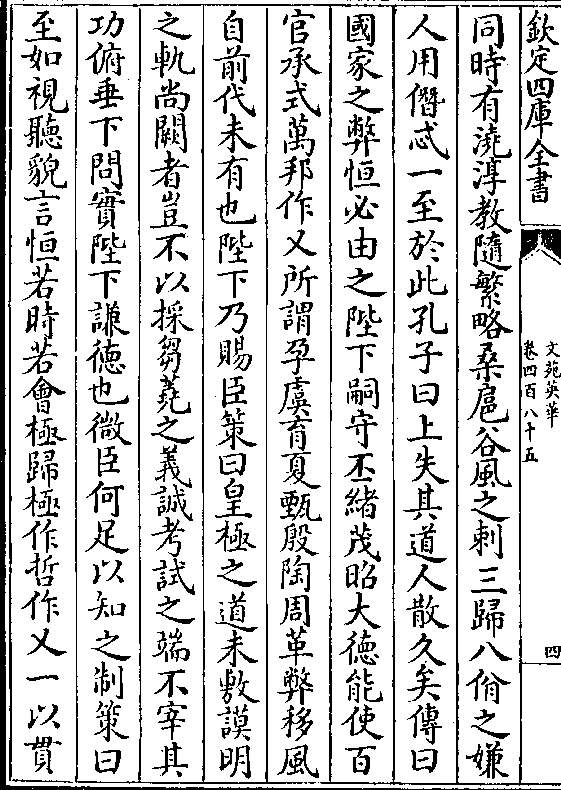 欽定四庫全書
文苑英華
卷四百八十五
四
同時有澆淳教隨繁略桑扈谷風之刺三歸八佾之嫌
人用僭忒一至於此孔子曰上失其道人散久矣傳曰
國家之弊恒必由之陛下嗣守丕緒茂昭大德能使百
官承式萬邦作乂所謂孕虞育夏甄殷陶周革弊移風
自前代未有也陛下乃賜臣策曰皇極之道未敷謨明
之軌尚闕者豈不以採芻蕘之義誠考試之端不宰其
功俯垂下問實陛下謙德也微臣何足以知之制策曰
至如視聽貌言恒若時若會極歸極作哲作乂一以貫